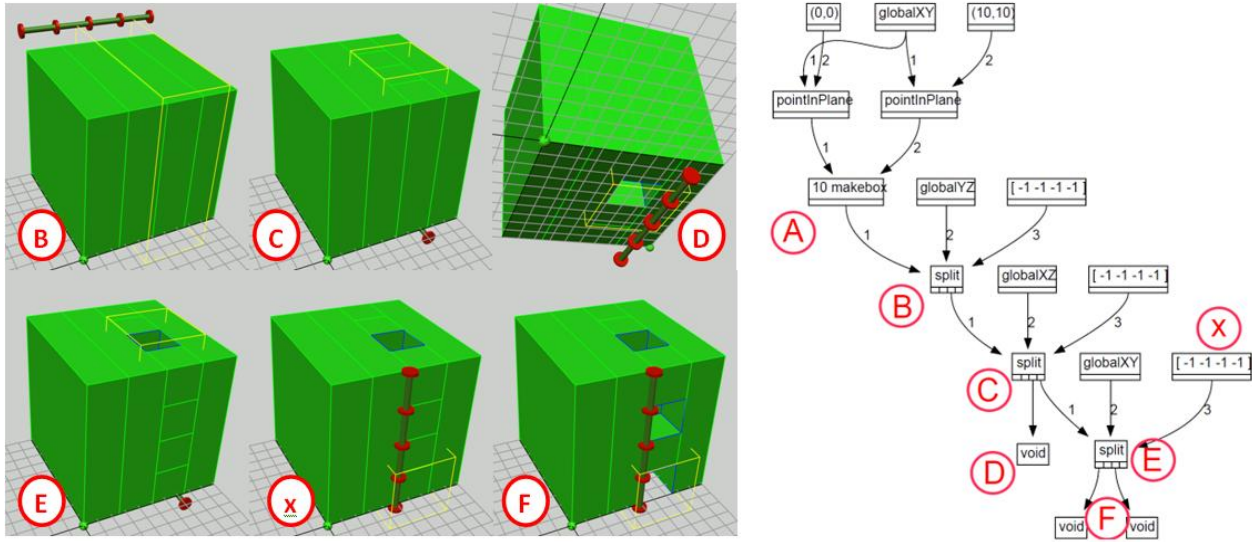 B
C
D
E
x
F
(0,0)
globalXY
(10,10)
1
2
1
2
pointInPlane
pointInPlane
1
2
10 makebox
globalYZ
[ -1 -1 -1 -1 ]
A
1
2
3
split
globalXZ
[ -1 -1 -1 -1 ]
B
1
2
3
x
split
globalXY
[ -1 -1 -1 -1 ]
C
1
2
3
void
split
D
E
void
F
void